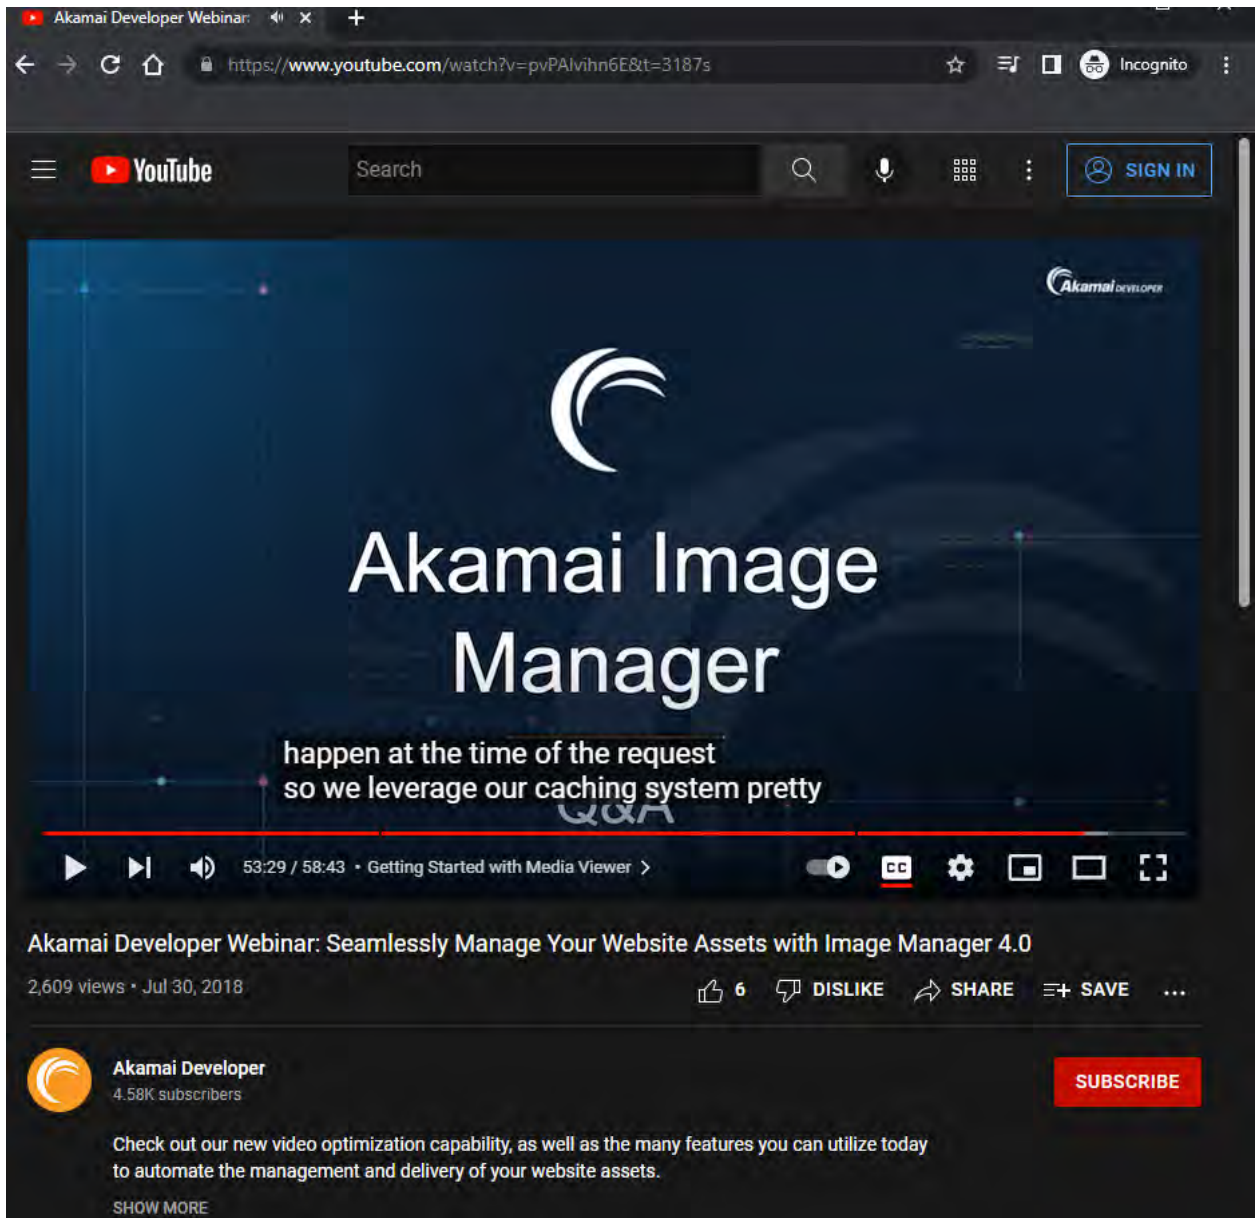 Akamai Developer Webinar:
https://www.youtube.com/watch?v=pvPAlvihn6E&t=3187s
Incognito
YouTube
Search
SIGN IN
Akamai DEVELOPER
Akamai Image
Manager
happen at the time of the request
so we leverage our caching system pretty
Q&A
53:29 / 58:43 • Getting Started with Media Viewer >
CC
Akamai Developer Webinar: Seamlessly Manage Your Website Assets with Image Manager 4.0
2,609 views • Jul 30, 2018
6 DISLIKE SHARE SAVE ...
Akamai Developer
4.58K subscribers
SUBSCRIBE
Check out our new video optimization capability, as well as the many features you can utilize today
to automate the management and delivery of your website assets.
SHOW MORE